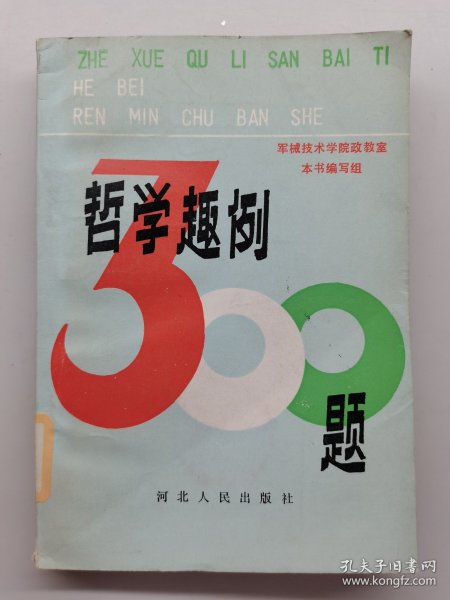 ZHE XUE QU LI SAN BAI TI
HE BEI
REN MIN CHU BAN SHE
军械技术学院政教室
本书编写组
哲学趣例
300
题
河北人民出版社
孔夫子旧书网
www.kongfz.com